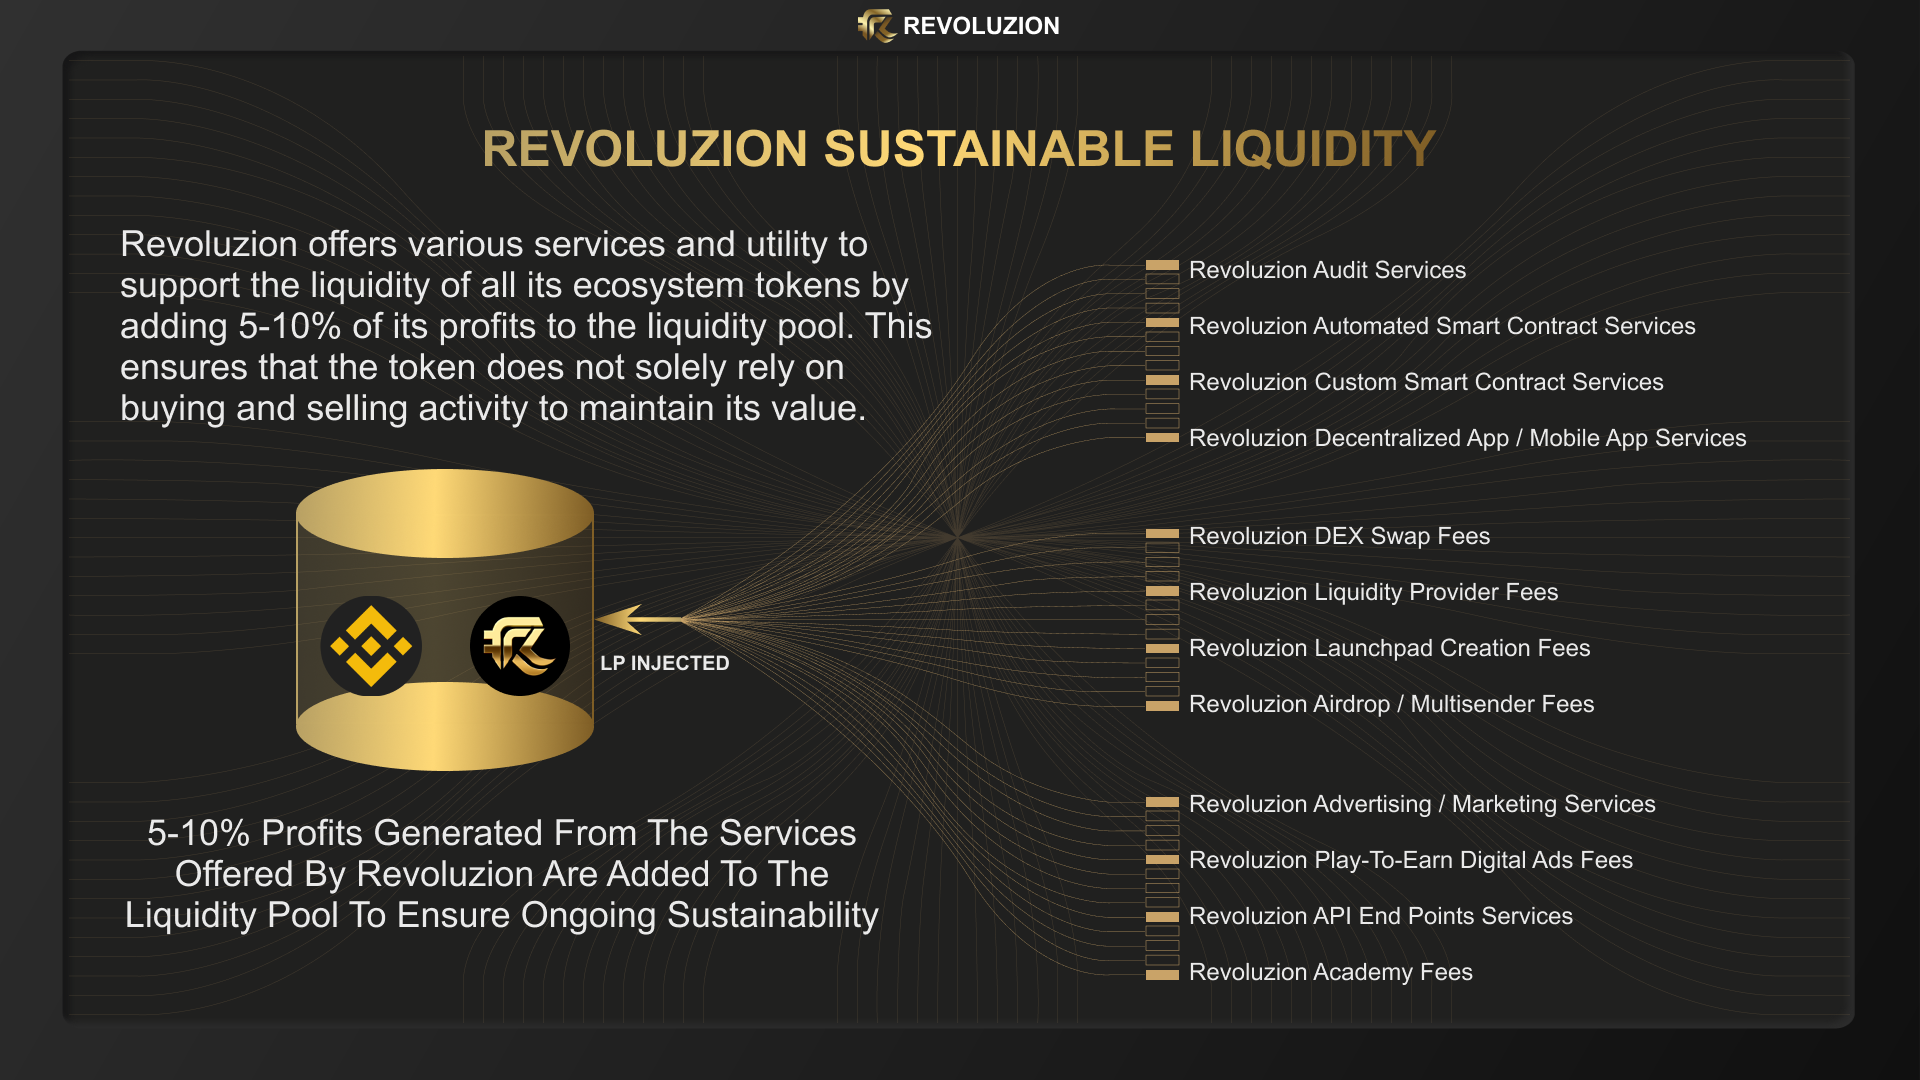 REVOLUZION
REVOLUZION SUSTAINABLE LIQUIDITY
Revoluzion offers various services and utility to
support the liquidity of all its ecosystem tokens by
adding 5-10% of its profits to the liquidity pool. This
ensures that the token does not solely rely on
buying and selling activity to maintain its value.
LP INJECTED
5-10% Profits Generated From The Services
Offered By Revoluzion Are Added To The
Liquidity Pool To Ensure Ongoing Sustainability
Revoluzion Audit Services
Revoluzion Automated Smart Contract Services
Revoluzion Custom Smart Contract Services
Revoluzion Decentralized App / Mobile App Services
Revoluzion DEX Swap Fees
Revoluzion Liquidity Provider Fees
Revoluzion Launchpad Creation Fees
Revoluzion Airdrop / Multisender Fees
Revoluzion Advertising / Marketing Services
Revoluzion Play-To-Earn Digital Ads Fees
Revoluzion API End Points Services
Revoluzion Academy Fees